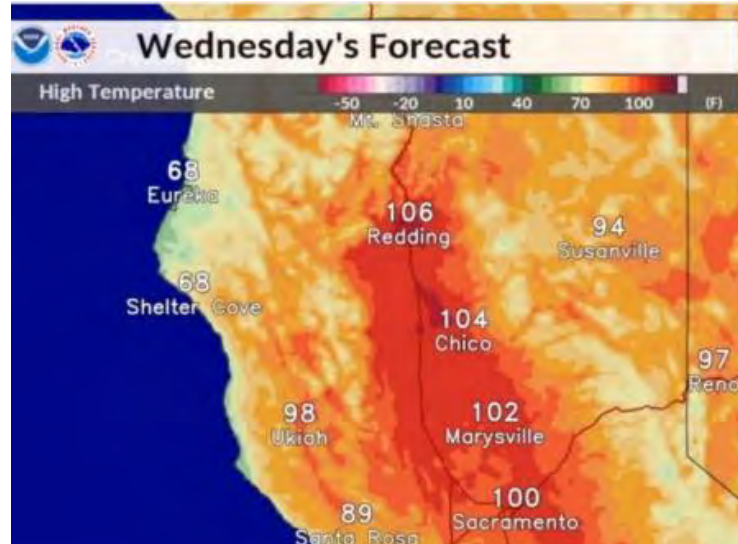 Wednesday's Forecast
High Temperature
-50 -20 10 40 70 100 (F)
Mt. Shasta
68
Eureka
106
Redding
94
Susanville
68
Shelter Cove
104
Chico
97
Reno
98
Ukiah
102
Marysville
100
Sacramento
89
Santa Rosa